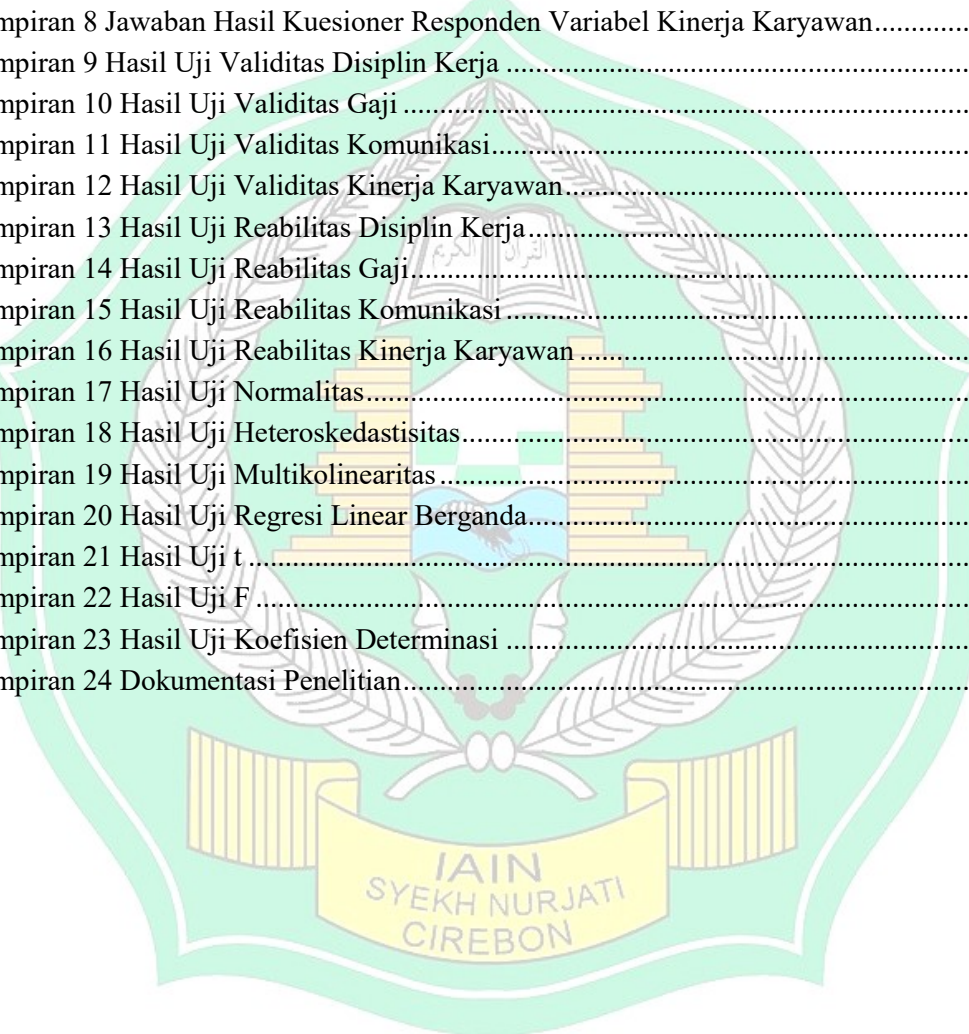 mpiran 8 Jawaban Hasil Kuesioner Responden Variabel Kinerja Karyawan.............
mpiran 9 Hasil Uji Validitas Disiplin Kerja ............................................................
mpiran 10 Hasil Uji Validitas Gaji ........................................................................
mpiran 11 Hasil Uji Validitas Komunikasi.............................................................
mpiran 12 Hasil Uji Validitas Kinerja Karyawan...................................................
mpiran 13 Hasil Uji Reabilitas Disiplin Kerja........................................................
mpiran 14 Hasil Uji Reabilitas Gaji.......................................................................
mpiran 15 Hasil Uji Reabilitas Komunikasi ..........................................................
mpiran 16 Hasil Uji Reabilitas Kinerja Karyawan ................................................
mpiran 17 Hasil Uji Normalitas.............................................................................
mpiran 18 Hasil Uji Heteroskedastisitas................................................................
mpiran 19 Hasil Uji Multikolinearitas ...................................................................
mpiran 20 Hasil Uji Regresi Linear Berganda.......................................................
mpiran 21 Hasil Uji t .............................................................................................
mpiran 22 Hasil Uji F ............................................................................................
mpiran 23 Hasil Uji Koefisien Determinasi ..........................................................
mpiran 24 Dokumentasi Penelitian........................................................................
القرآن الكريم
IAIN
SYEKH NURJATI
CIREBON